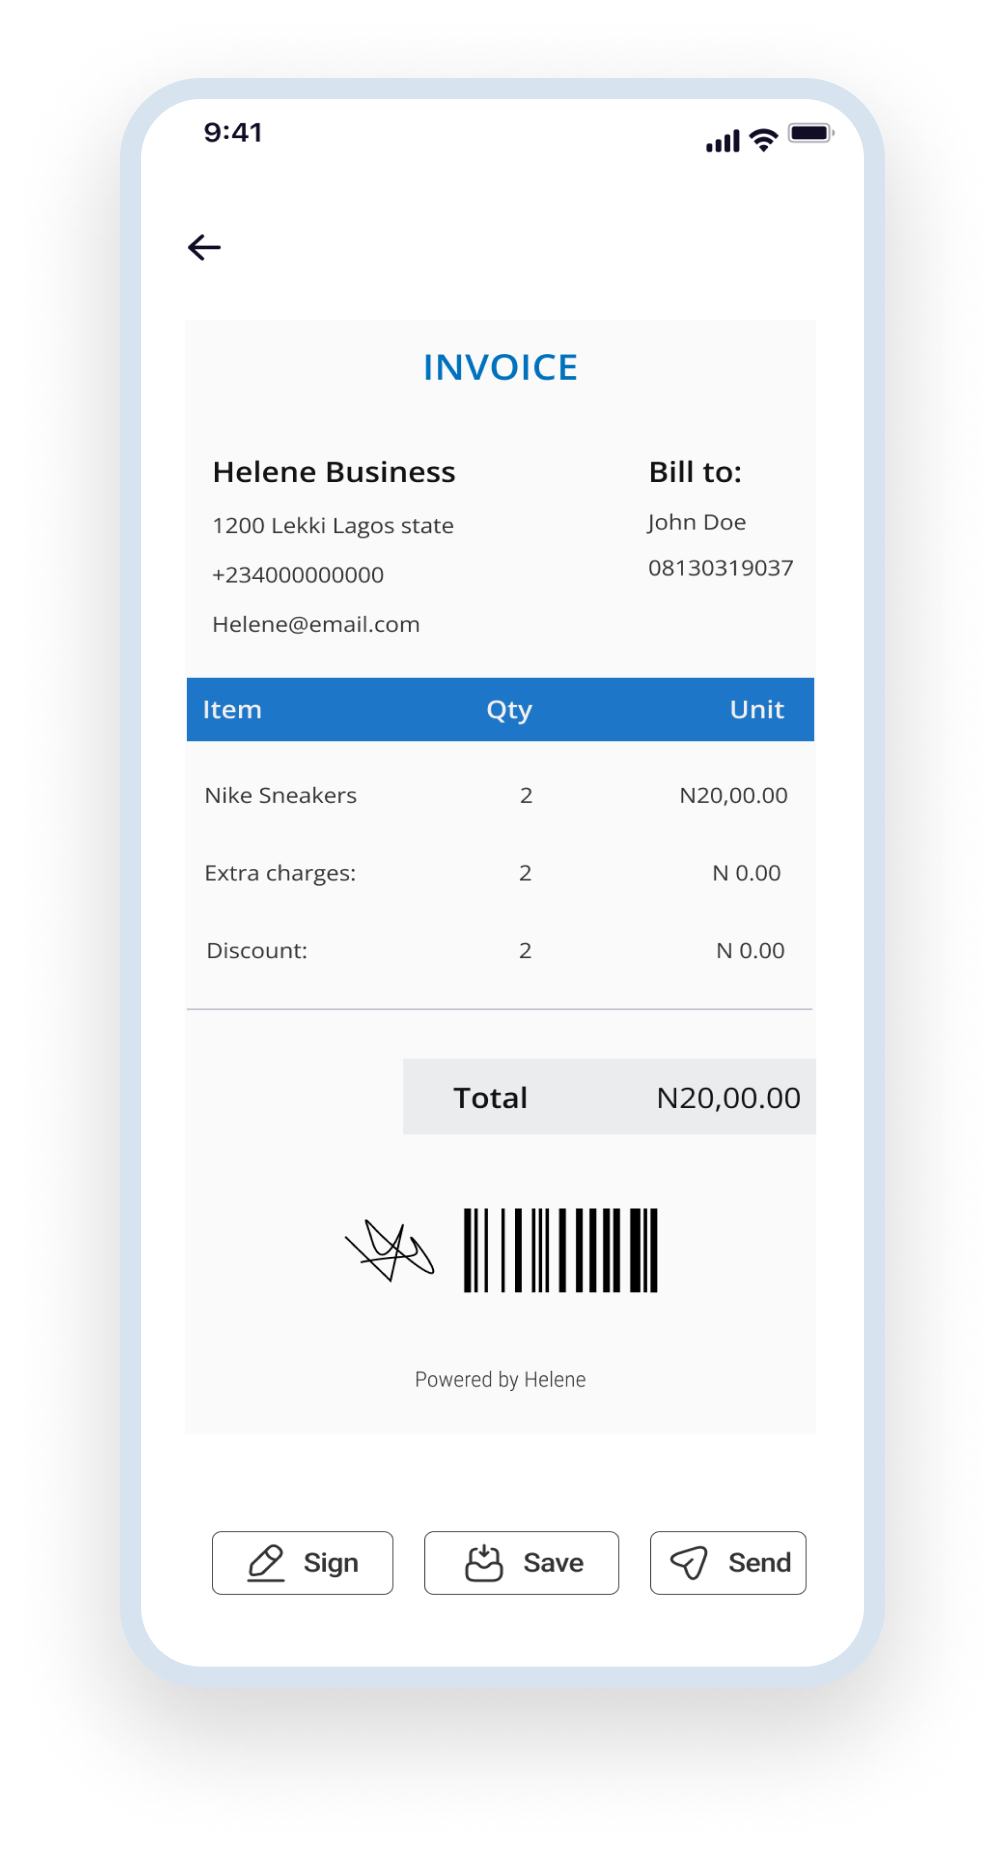 9:41
INVOICE
Helene Business
1200 Lekki Lagos state
+234000000000
Helene@email.com
Bill to:
John Doe
08130319037
Item Qty Unit
Nike Sneakers 2 N20,00.00
Extra charges: 2 N 0.00
Discount: 2 N 0.00
Total N20,00.00
Powered by Helene
Sign Save Send